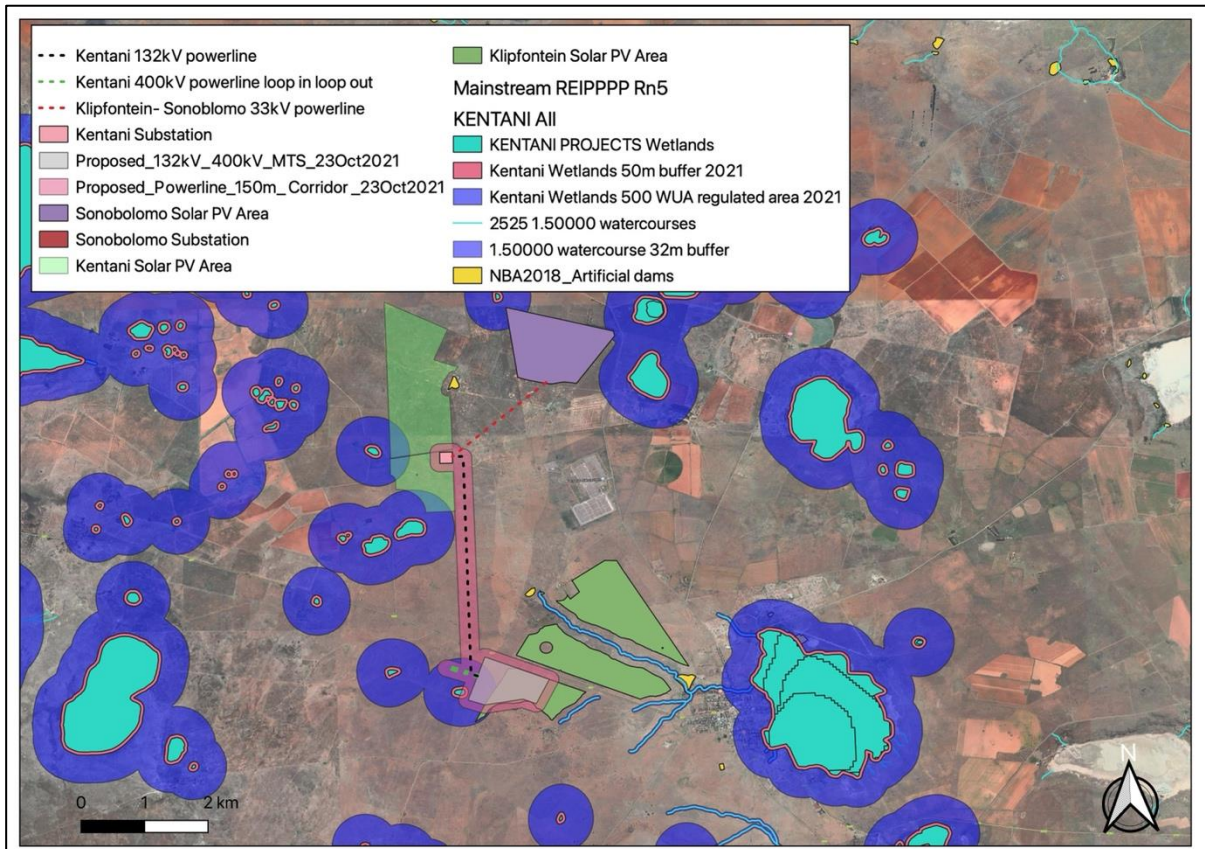 Kentani 132kV powerline
Kentani 400kV powerline loop in loop out
Klipfontein- Sonoblomo 33kV powerline
Kentani Substation
Proposed_132kV_400kV_MTS_23Oct2021
Proposed_Powerline_150m_ Corridor _23Oct2021
Sonobolomo Solar PV Area
Sonobolomo Substation
Kentani Solar PV Area
Klipfontein Solar PV Area
Mainstream REIPPPP Rn5
KENTANI All
KENTANI PROJECTS Wetlands
Kentani Wetlands 50m buffer 2021
Kentani Wetlands 500 WUA regulated area 2021
2525 1.50000 watercourses
1.50000 watercourse 32m buffer
NBA2018_Artificial dams
0 1 2 km
N